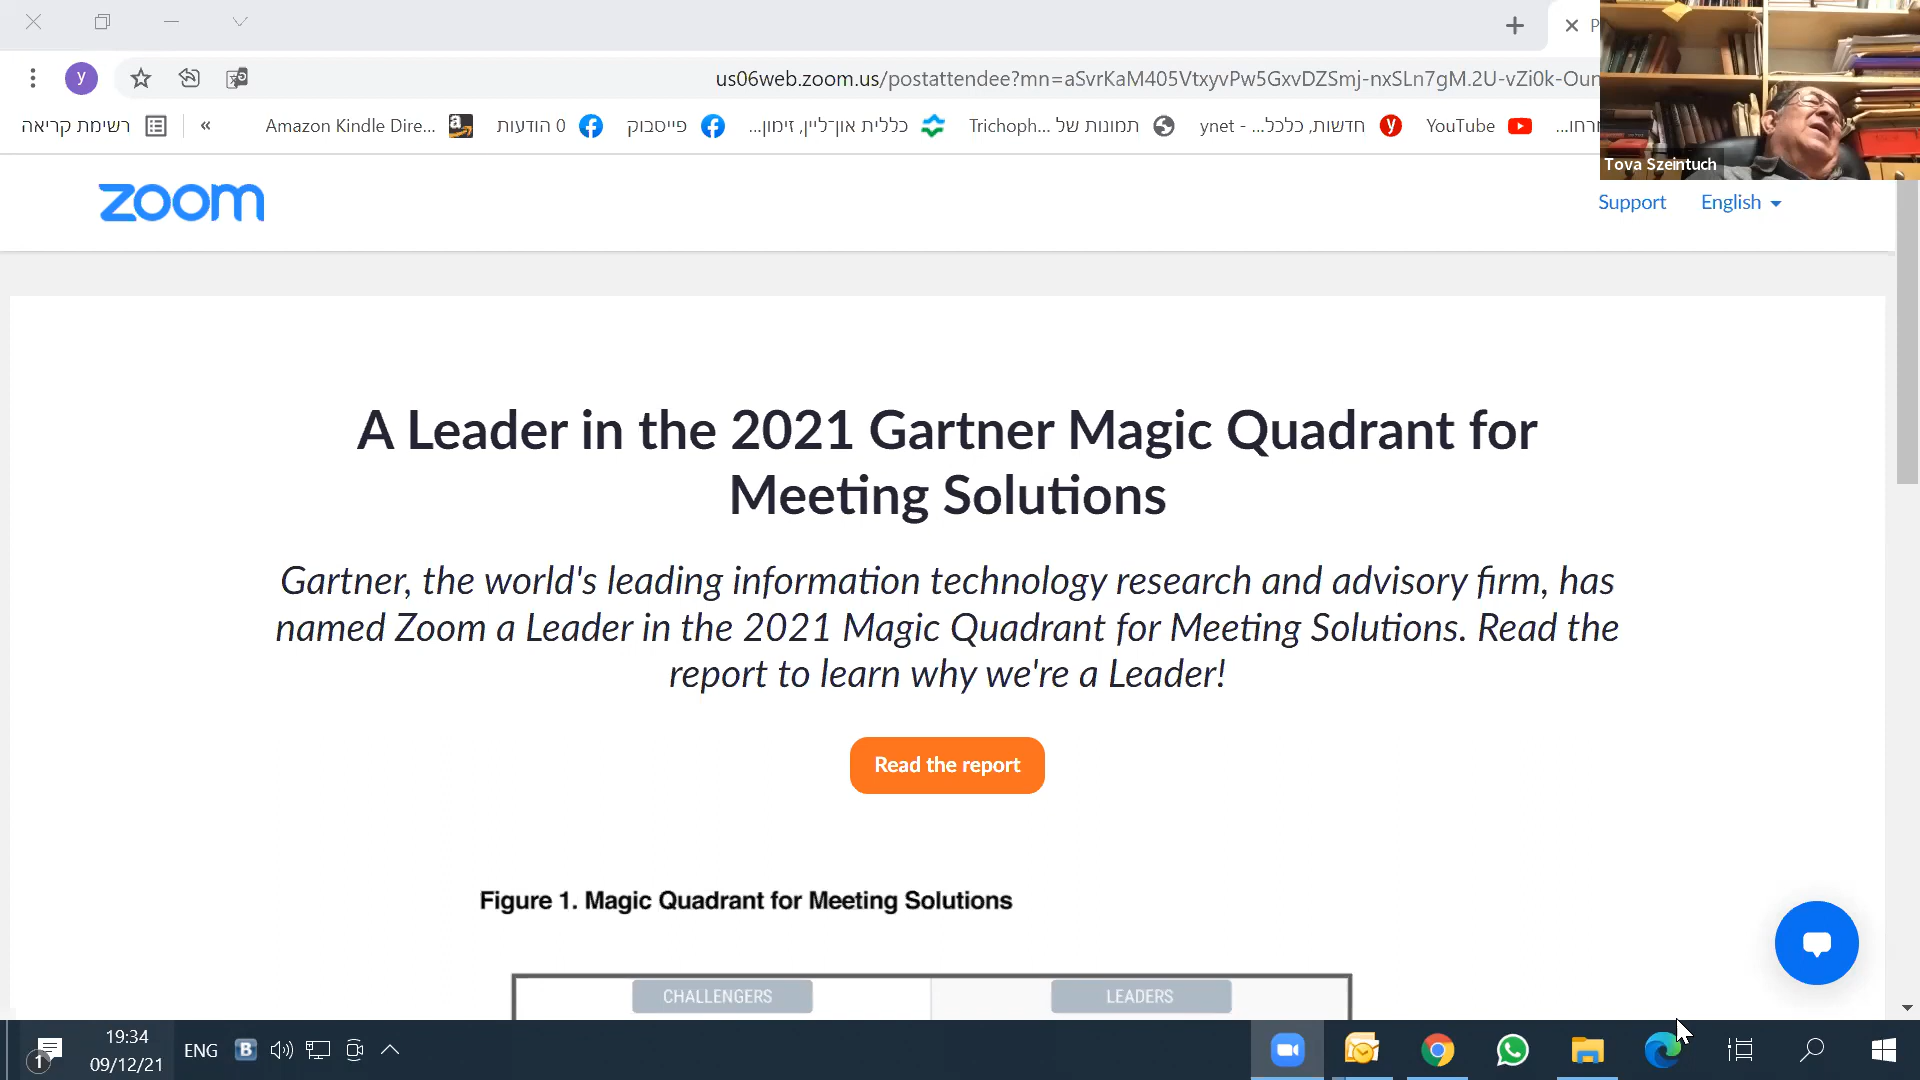 us06web.zoom.us/postattendee?mn=aSvrKaM405VtxyvPw5GxvDZSmj-nxSLn7gM.2U-vZi0k-Oun
y
רשימת קריאה
«
Amazon Kindle Dire...
0 הודעות
פייסבוק
כללית און־ליין, זימון...
תמונות של Trichoph...
ynet - חדשות, כלכל...
YouTube
Tova Szeintuch
zoom
Support
English
A Leader in the 2021 Gartner Magic Quadrant for
Meeting Solutions
Gartner, the world's leading information technology research and advisory firm, has
named Zoom a Leader in the 2021 Magic Quadrant for Meeting Solutions. Read the
report to learn why we're a Leader!
Read the report
Figure 1. Magic Quadrant for Meeting Solutions
CHALLENGERS
LEADERS
1
19:34
09/12/21
ENG
B